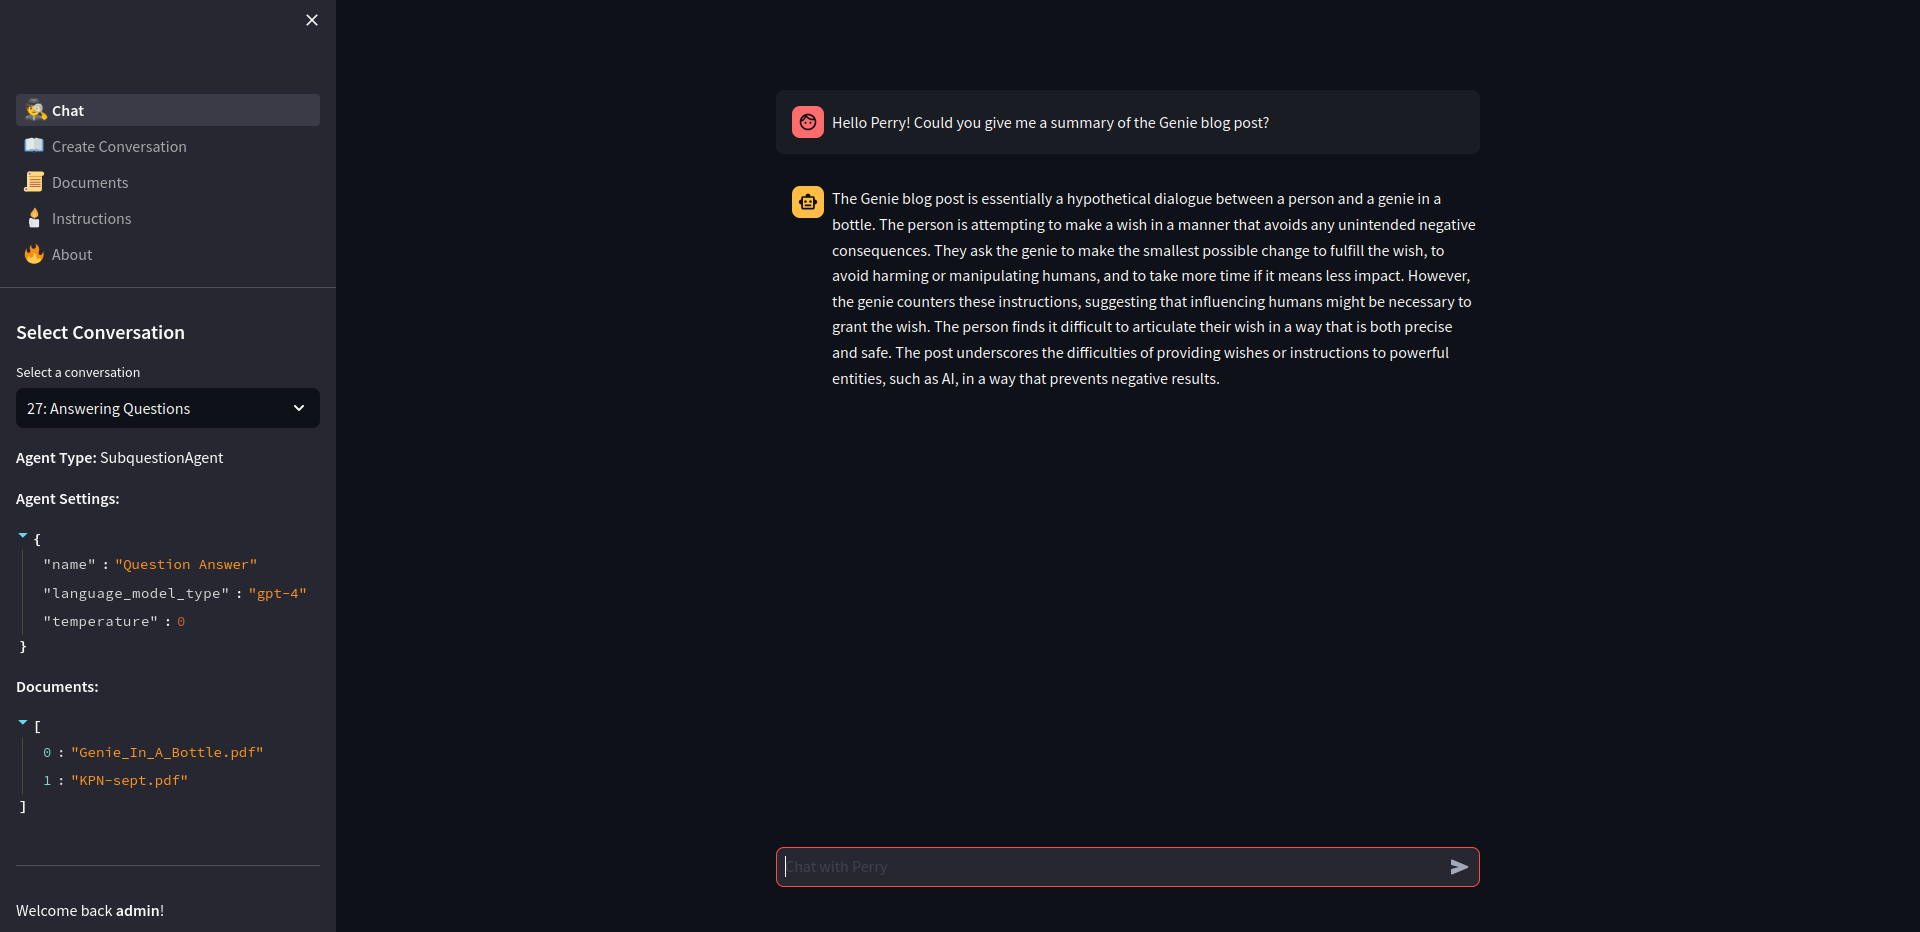 Chat
Create Conversation
Documents
Instructions
About
Select Conversation
Select a conversation
27: Answering Questions
Agent Type: SubquestionAgent
Agent Settings:
{
"name" : "Question Answer"
"language_model_type" : "gpt-4"
"temperature" : 0
}
Documents:
[
0 : "Genie_In_A_Bottle.pdf"
1 : "KPN-sept.pdf"
]
Welcome back admin!
Hello Perry! Could you give me a summary of the Genie blog post?
The Genie blog post is essentially a hypothetical dialogue between a person and a genie in a
bottle. The person is attempting to make a wish in a manner that avoids any unintended negative
consequences. They ask the genie to make the smallest possible change to fulfill the wish, to
avoid harming or manipulating humans, and to take more time if it means less impact. However,
the genie counters these instructions, suggesting that influencing humans might be necessary to
grant the wish. The person finds it difficult to articulate their wish in a way that is both precise
and safe. The post underscores the difficulties of providing wishes or instructions to powerful
entities, such as AI, in a way that prevents negative results.
Chat with Perry